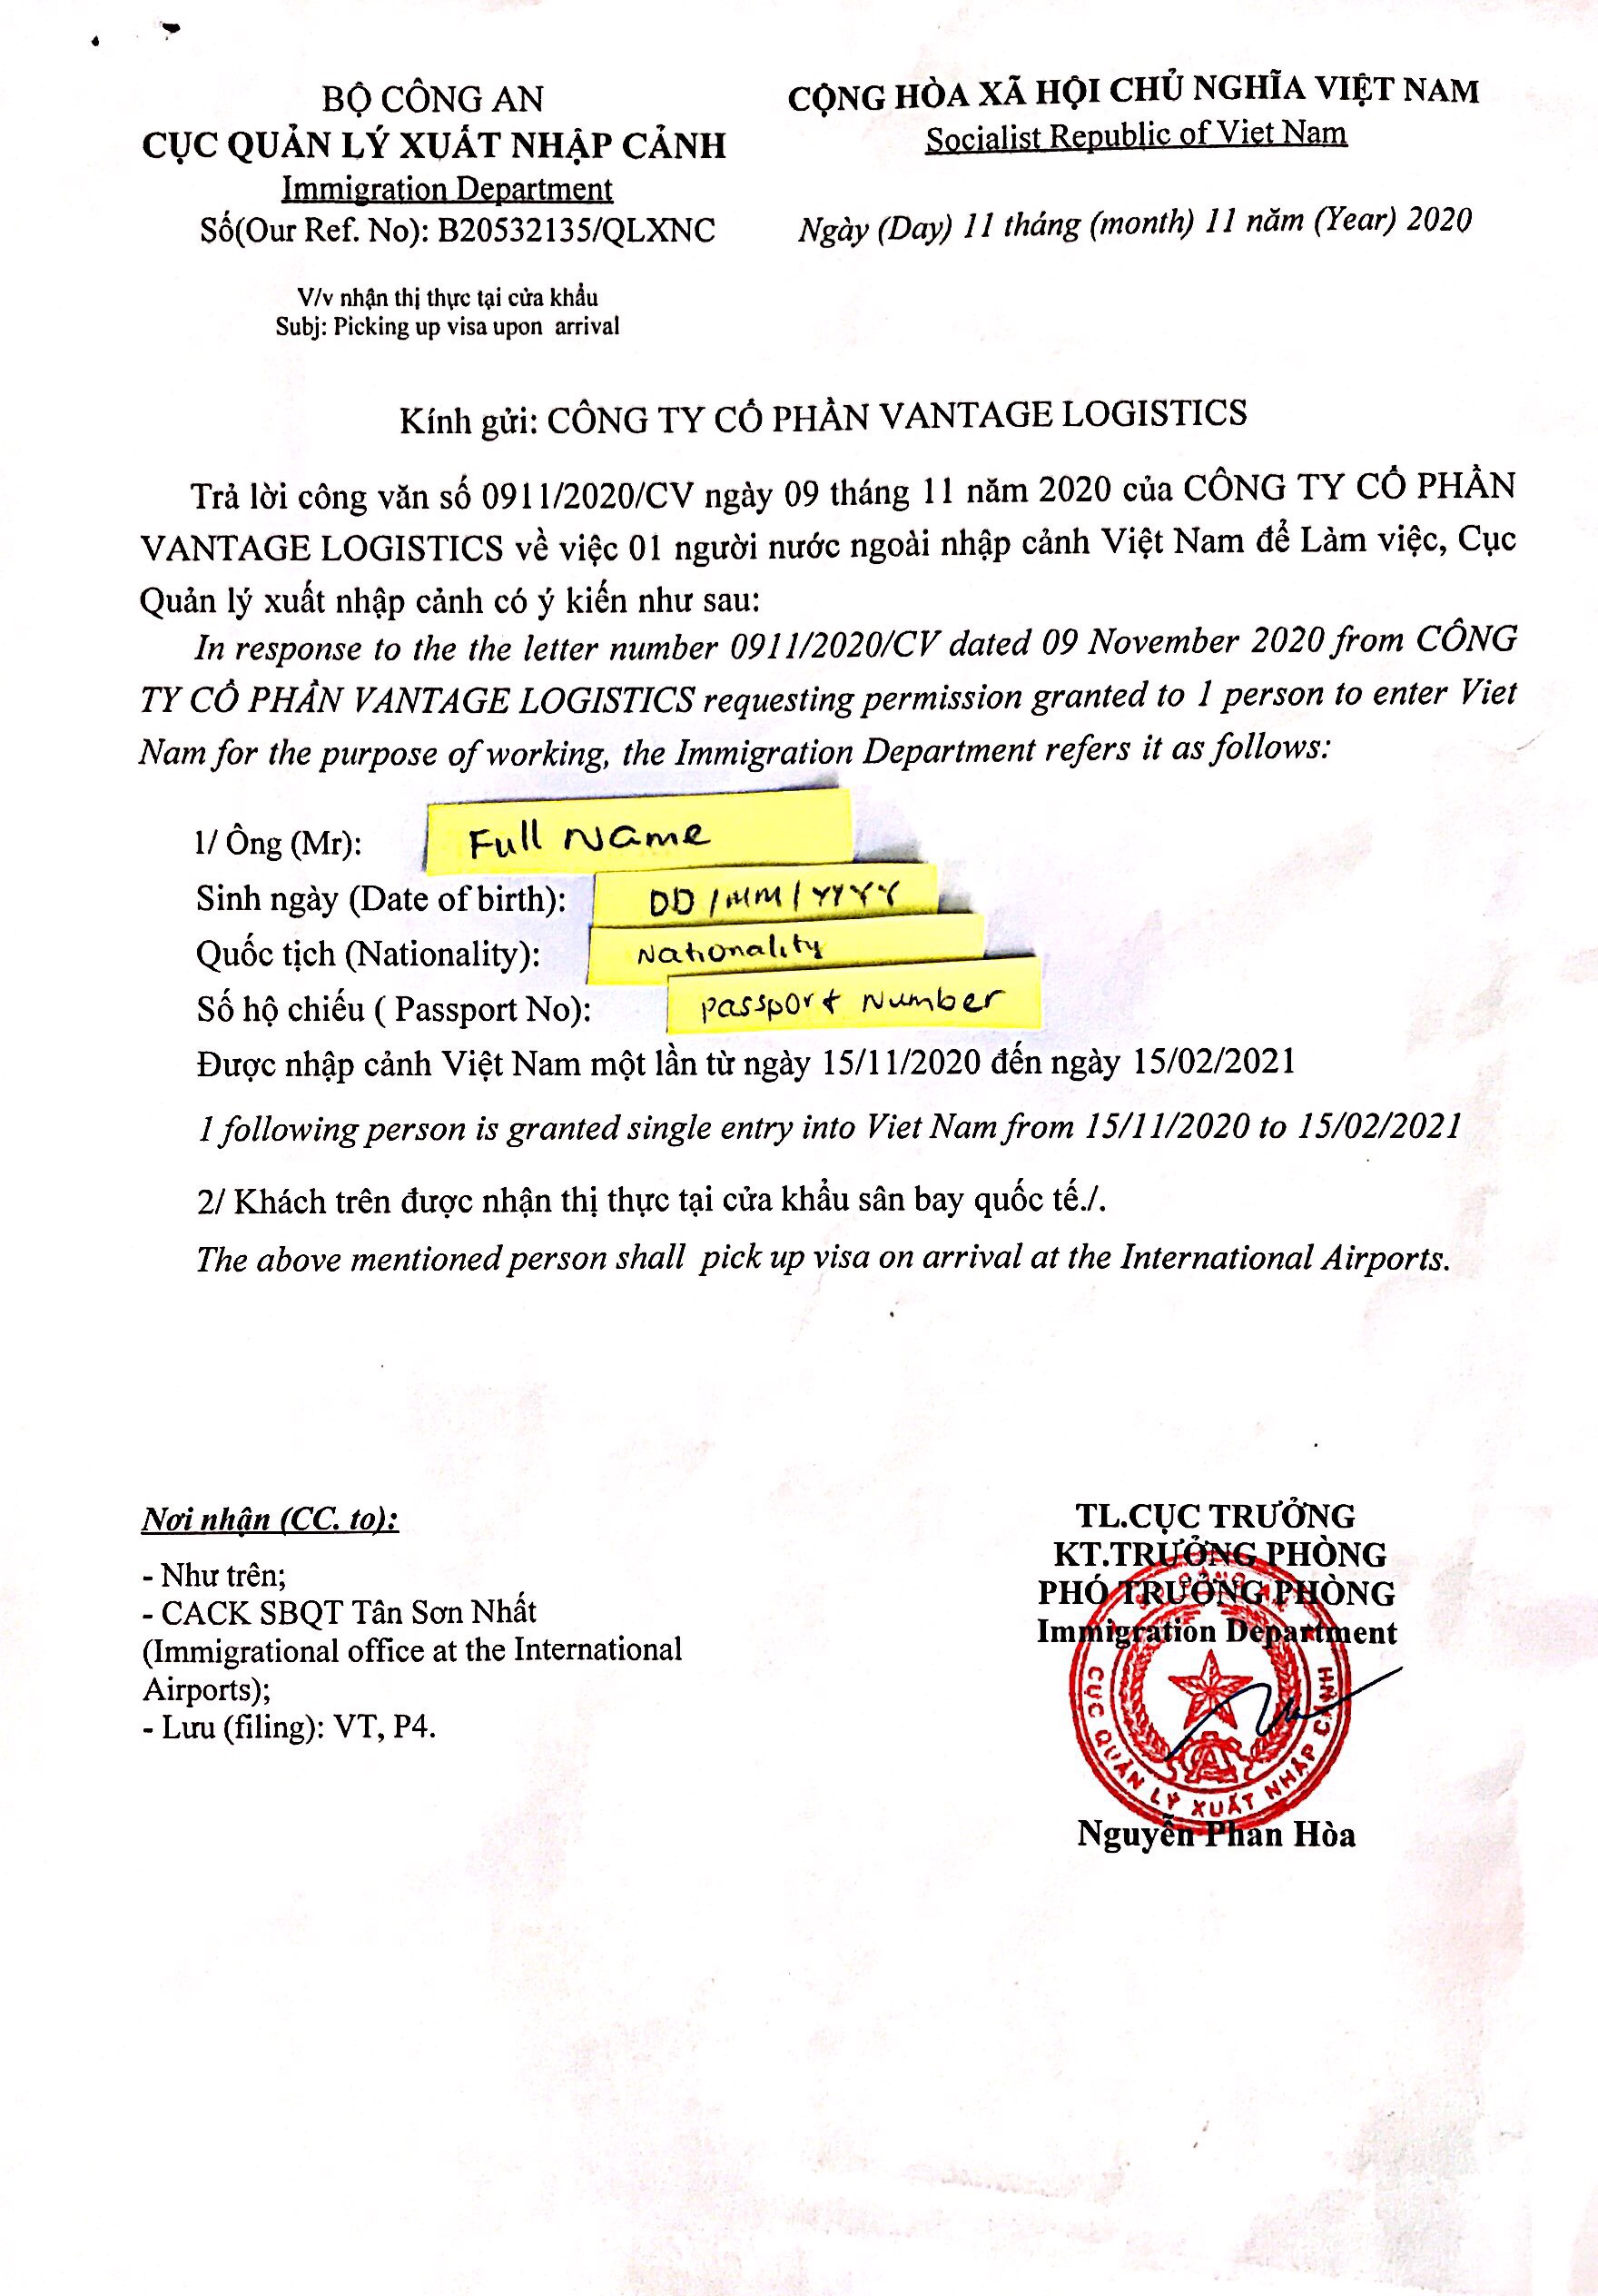 BỘ CÔNG AN
CỤC QUẢN LÝ XUẤT NHẬP CẢNH
Immigration Department
Số(Our Ref. No): B20532135/QLXNC
V/v nhận thị thực tại cửa khẩu
Subj: Picking up visa upon arrival
CỘNG HÒA XÃ HỘI CHỦ NGHĨA VIỆT NAM
Socialist Republic of Viet Nam
Ngày (Day) 11 tháng (month) 11 năm (Year) 2020
Kính gửi: CÔNG TY CỔ PHẦN VANTAGE LOGISTICS
Trả lời công văn số 0911/2020/CV ngày 09 tháng 11 năm 2020 của CÔNG TY CỔ PHẦN
VANTAGE LOGISTICS về việc 01 người nước ngoài nhập cảnh Việt Nam để Làm việc, Cục
Quản lý xuất nhập cảnh có ý kiến như sau:
In response to the the letter number 0911/2020/CV dated 09 November 2020 from CÔNG
TY CỔ PHẦN VANTAGE LOGISTICS requesting permission granted to 1 person to enter Viet
Nam for the purpose of working, the Immigration Department refers it as follows:
1/ Ông (Mr): Full Name
Sinh ngày (Date of birth): DD/MM/YYYY
Quốc tịch (Nationality): Nationality
Số hộ chiếu ( Passport No): Passport Number
Được nhập cảnh Việt Nam một lần từ ngày 15/11/2020 đến ngày 15/02/2021
1 following person is granted single entry into Viet Nam from 15/11/2020 to 15/02/2021
2/ Khách trên được nhận thị thực tại cửa khẩu sân bay quốc tế./.
The above mentioned person shall pick up visa on arrival at the International Airports.
Nơi nhận (CC. to):
- Như trên;
- CACK SBQT Tân Sơn Nhất
(Immigrational office at the International
Airports);
- Lưu (filing): VT, P4.
TL.CỤC TRƯỞNG
KT.TRƯỞNG PHÒNG
PHÓ TRƯỞNG PHÒNG
Immigration Department
BỘ CÔNG AN
CỤC QUẢN LÝ XUẤT NHẬP CẢNH
Nguyễn Phan Hòa